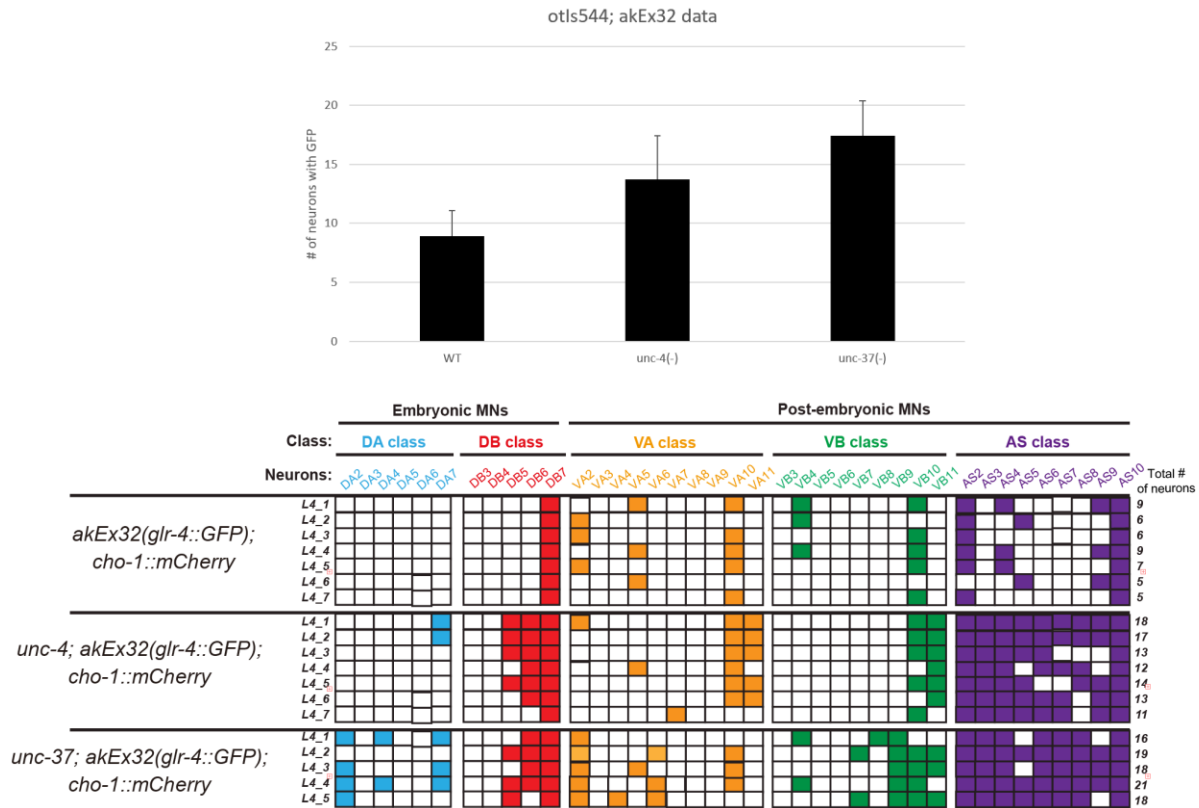 otIs544; akEx32 data
# of neurons with GFP
25
20
15
10
5
0
WT
unc-4(-)
unc-37(-)
Embryonic MNs
Post-embryonic MNs
Class: DA class DB class VA class VB class AS class
Neurons: DA2 DA3 DA4 DA5 DA6 DA7 DB3 DB4 DB5 DB6 DB7 VA2 VA3 VA4 VA5 VA6 VA7 VA8 VA9 VA10 VA11 VB3 VB4 VB5 VB6 VB7 VB8 VB9 VB10 VB11 AS2 AS3 AS4 AS5 AS6 AS7 AS8 AS9 AS10 Total # of neurons
akEx32(glr-4::GFP);
cho-1::mCherry
L4_1 9
L4_2 6
L4_3 6
L4_4 9
L4_5 7
L4_6 5
L4_7 5
unc-4; akEx32(glr-4::GFP);
cho-1::mCherry
L4_1 18
L4_2 17
L4_3 13
L4_4 12
L4_5 14
L4_6 13
L4_7 11
unc-37; akEx32(glr-4::GFP);
cho-1::mCherry
L4_1 16
L4_2 19
L4_3 18
L4_4 21
L4_5 18